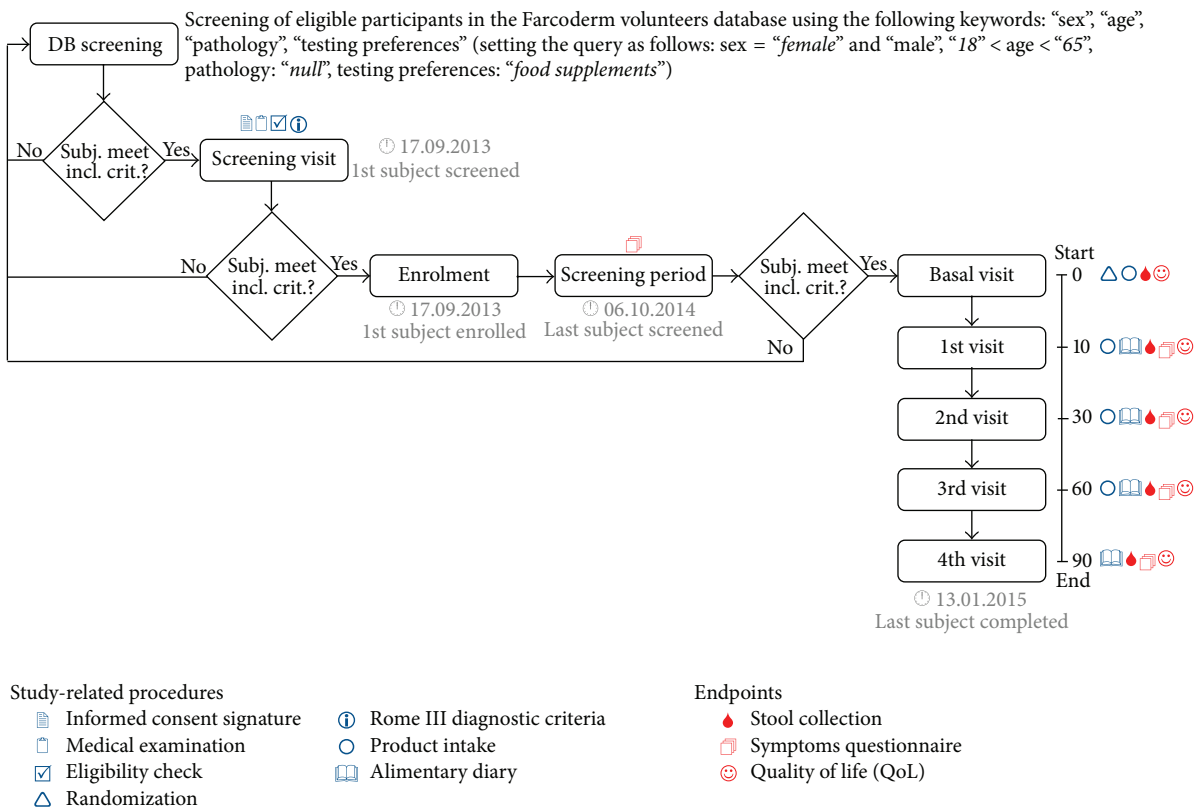 Screening of eligible participants in the Farcoderm volunteers database using the following keywords: “sex”, “age”,
“pathology”, “testing preferences” (setting the query as follows: sex = “female” and “male”, “18” < age < “65”,
pathology: “null”, testing preferences: “food supplements”)
DB screening
No
Subj. meet
incl. crit.?
Yes
Screening visit
17.09.2013
1st subject screened
No
Subj. meet
incl. crit.?
Yes
Enrolment
17.09.2013
1st subject enrolled
Screening period
06.10.2014
Last subject screened
Subj. meet
incl. crit.?
Yes
No
Basal visit
Start
0
1st visit
10
2nd visit
30
3rd visit
60
4th visit
90
End
13.01.2015
Last subject completed
Study-related procedures
Informed consent signature
Medical examination
Eligibility check
Randomization
Rome III diagnostic criteria
Product intake
Alimentary diary
Endpoints
Stool collection
Symptoms questionnaire
Quality of life (QoL)